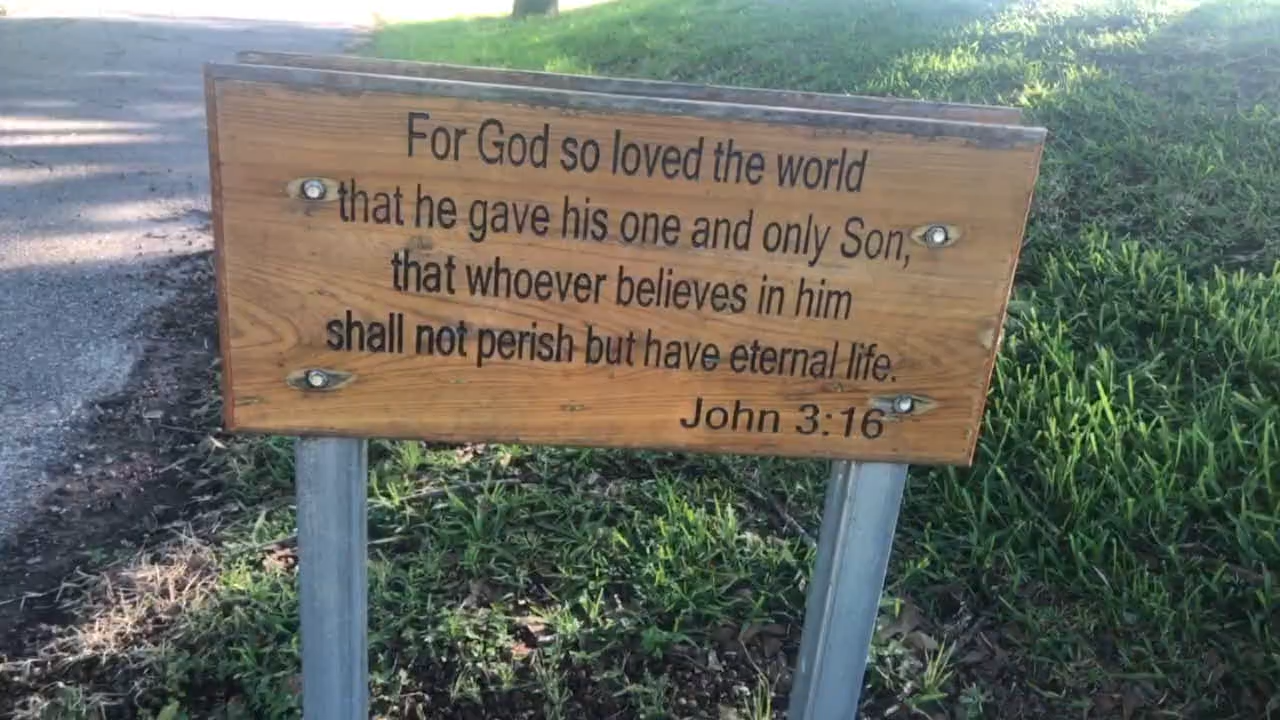 For God so loved the world
that he gave his one and only Son,
that whoever believes in him
shall not perish but have eternal life.
John 3:16